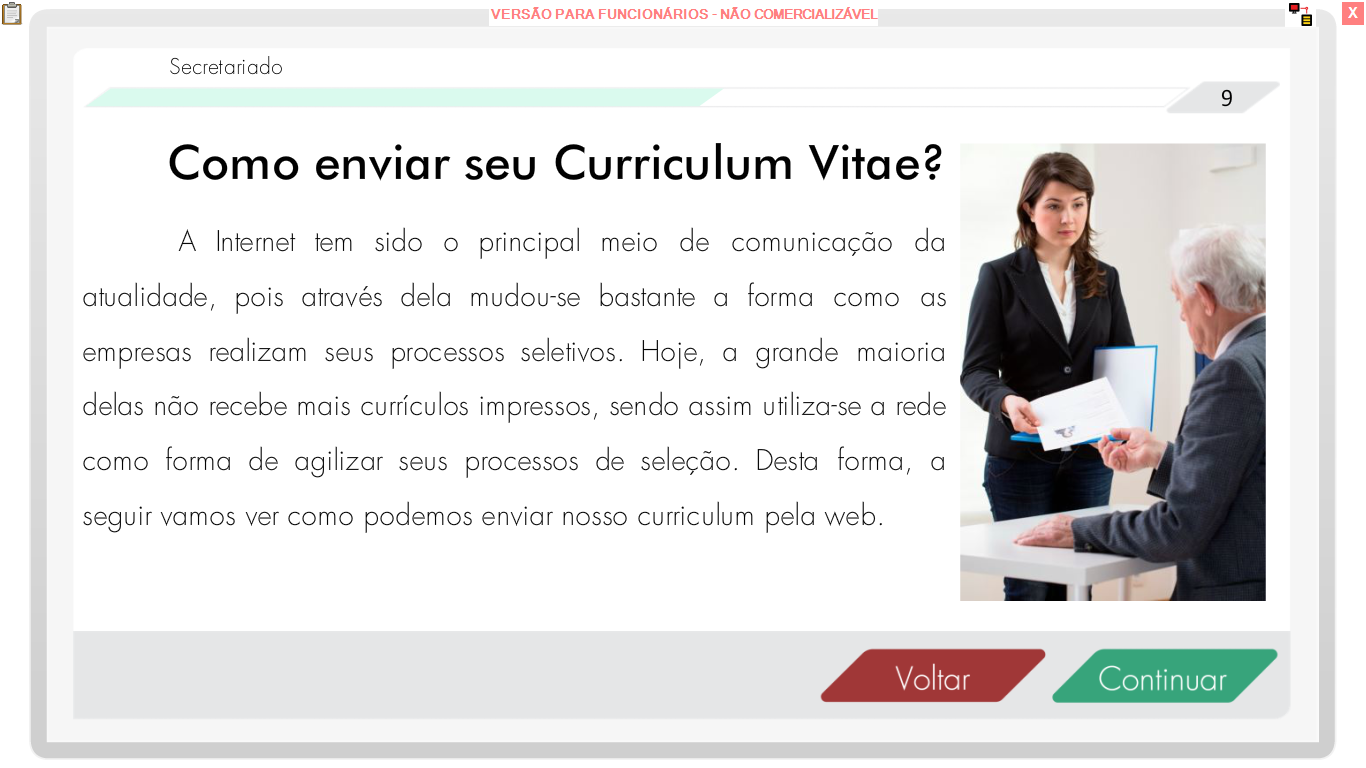 VERSÃO PARA FUNCIONÁRIOS - NÃO COMERCIALIZÁVEL
X
Secretariado
9
Como enviar seu Curriculum Vitae?
A Internet tem sido o principal meio de comunicação da
atualidade, pois através dela mudou-se bastante a forma como as
empresas realizam seus processos seletivos. Hoje, a grande maioria
delas não recebe mais currículos impressos, sendo assim utiliza-se a rede
como forma de agilizar seus processos de seleção. Desta forma, a
seguir vamos ver como podemos enviar nosso curriculum pela web.
Voltar
Continuar